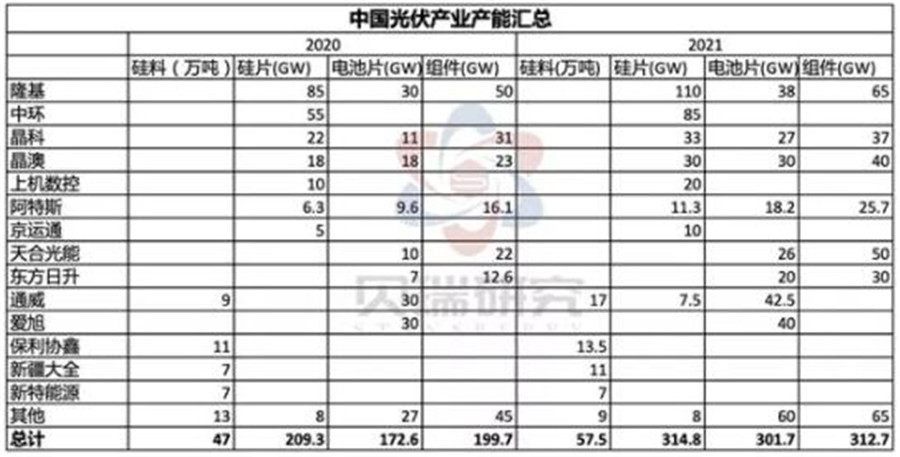 中国光伏产业产能汇总
2020 2021
硅料（万吨） 硅片(GW) 电池片(GW) 组件(GW) 硅料(万吨) 硅片(GW) 电池片(GW) 组件(GW)
隆基 85 30 50 110 38 65
中环 55 85
晶科 22 11 31 33 27 37
晶澳 18 18 23 30 30 40
上机数控 10 20
阿特斯 6.3 9.6 16.1 11.3 18.2 25.7
京运通 5 10
天合光能 10 22 26 50
东方日升 7 12.6 20 30
通威 9 30 17 7.5 42.5
爱旭 30 40
保利协鑫 11 13.5
新疆大全 7 11
新特能源 7 7
其他 13 8 27 45 9 8 60 65
总计 47 209.3 172.6 199.7 57.5 314.8 301.7 312.7
贝瑞研究